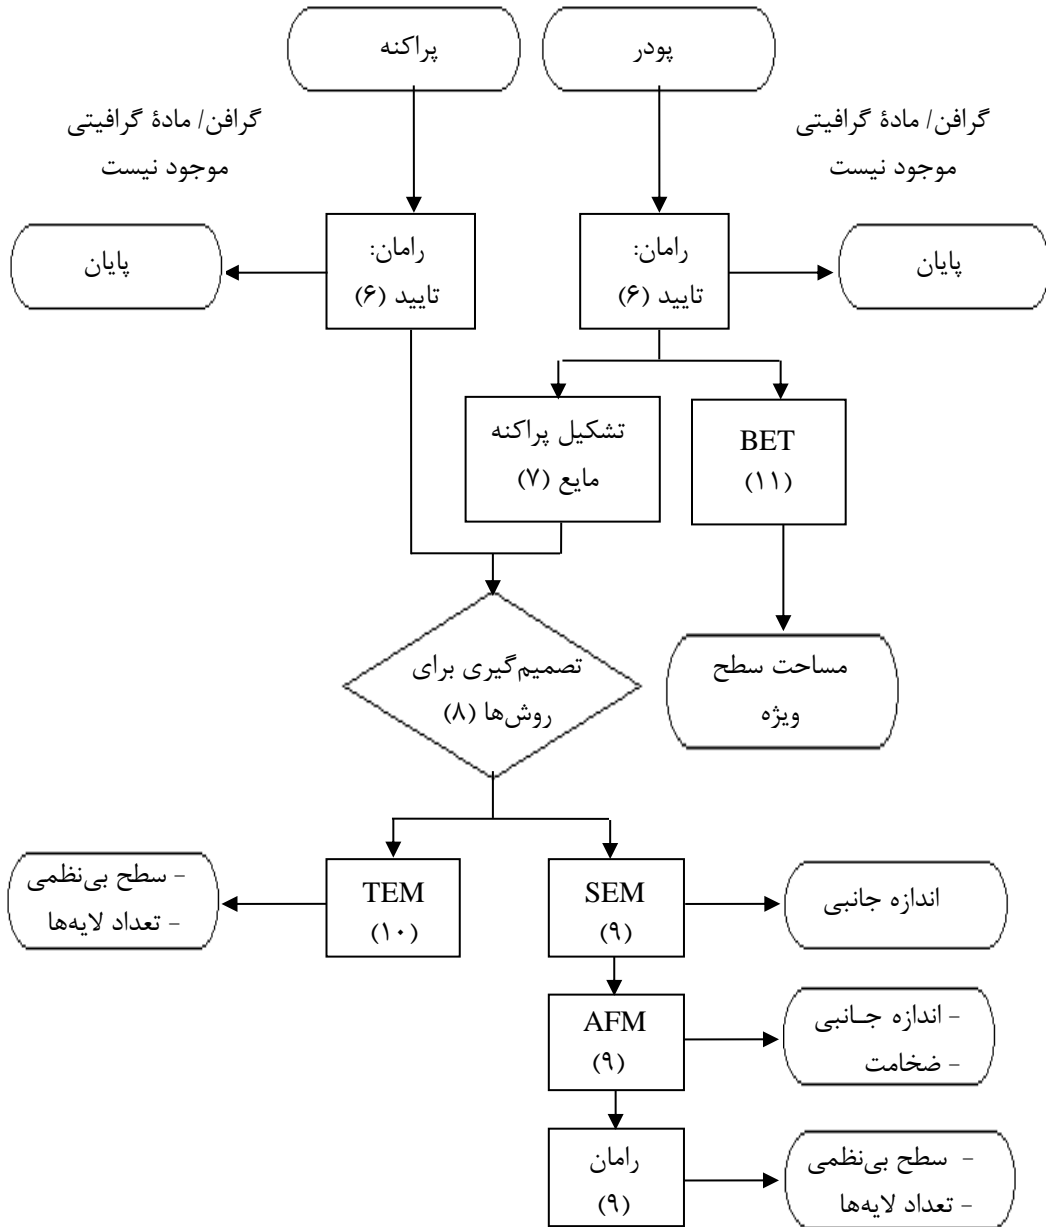 پودر
پراکنه
گرافن/ مادۀ گرافیتی
موجود نیست
گرافن/ مادۀ گرافیتی
موجود نیست
پایان
رامان:
تایید (۶)
رامان:
تایید (۶)
پایان
BET
(۱۱)
تشکیل پراکنه
مایع (۷)
مساحت سطح
ویژه
تصمیم‌گیری برای
روش‌ها (۸)
اندازه جانبی
SEM
(۹)
TEM
(۱۰)
- سطح بی‌نظمی
- تعداد لایه‌ها
- اندازه جـانبی
- ضخامت
AFM
(۹)
- سطح بی‌نظمی
- تعداد لایه‌ها
رامان
(۹)